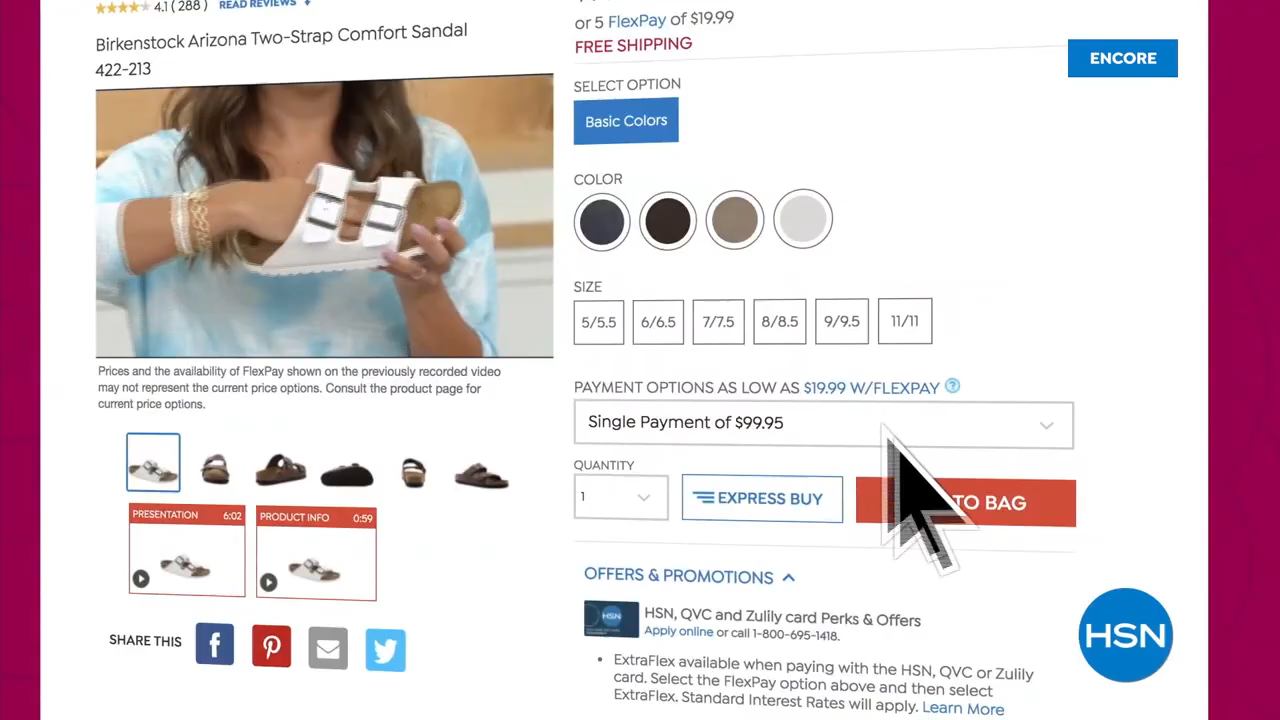 4.1 (288) READ REVIEWS
Birkenstock Arizona Two-Strap Comfort Sandal
422-213
or 5 FlexPay of $19.99
FREE SHIPPING
ENCORE
SELECT OPTION
Basic Colors
COLOR
SIZE
5/5.5 6/6.5 7/7.5 8/8.5 9/9.5 11/11
Prices and the availability of FlexPay shown on the previously recorded video
may not represent the current price options. Consult the product page for
current price options.
PAYMENT OPTIONS AS LOW AS $19.99 W/FLEXPAY ?
Single Payment of $99.95
QUANTITY
1
EXPRESS BUY
TO BAG
PRESENTATION 6:02
PRODUCT INFO 0:59
SHARE THIS
OFFERS & PROMOTIONS
HSN
HSN, QVC and Zulily card Perks & Offers
Apply online or call 1-800-695-1418.
• ExtraFlex available when paying with the HSN, QVC or Zulily
card. Select the FlexPay option above and then select
ExtraFlex. Standard Interest Rates will apply. Learn More
HSN